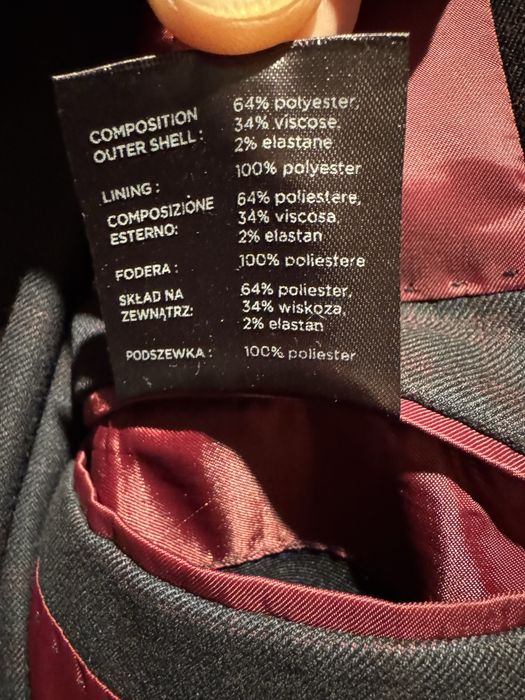 COMPOSITION 64% polyester,
OUTER SHELL: 34% viscose,
2% elastane
LINING: 100% polyester
COMPOSIZIONE 64% poliestere,
ESTERNO: 34% viscosa,
2% elastan
FODERA: 100% poliestere
SKŁAD NA 64% poliester,
ZEWNĄTRZ: 34% wiskoza,
2% elastan
PODSZEWKA: 100% poliester